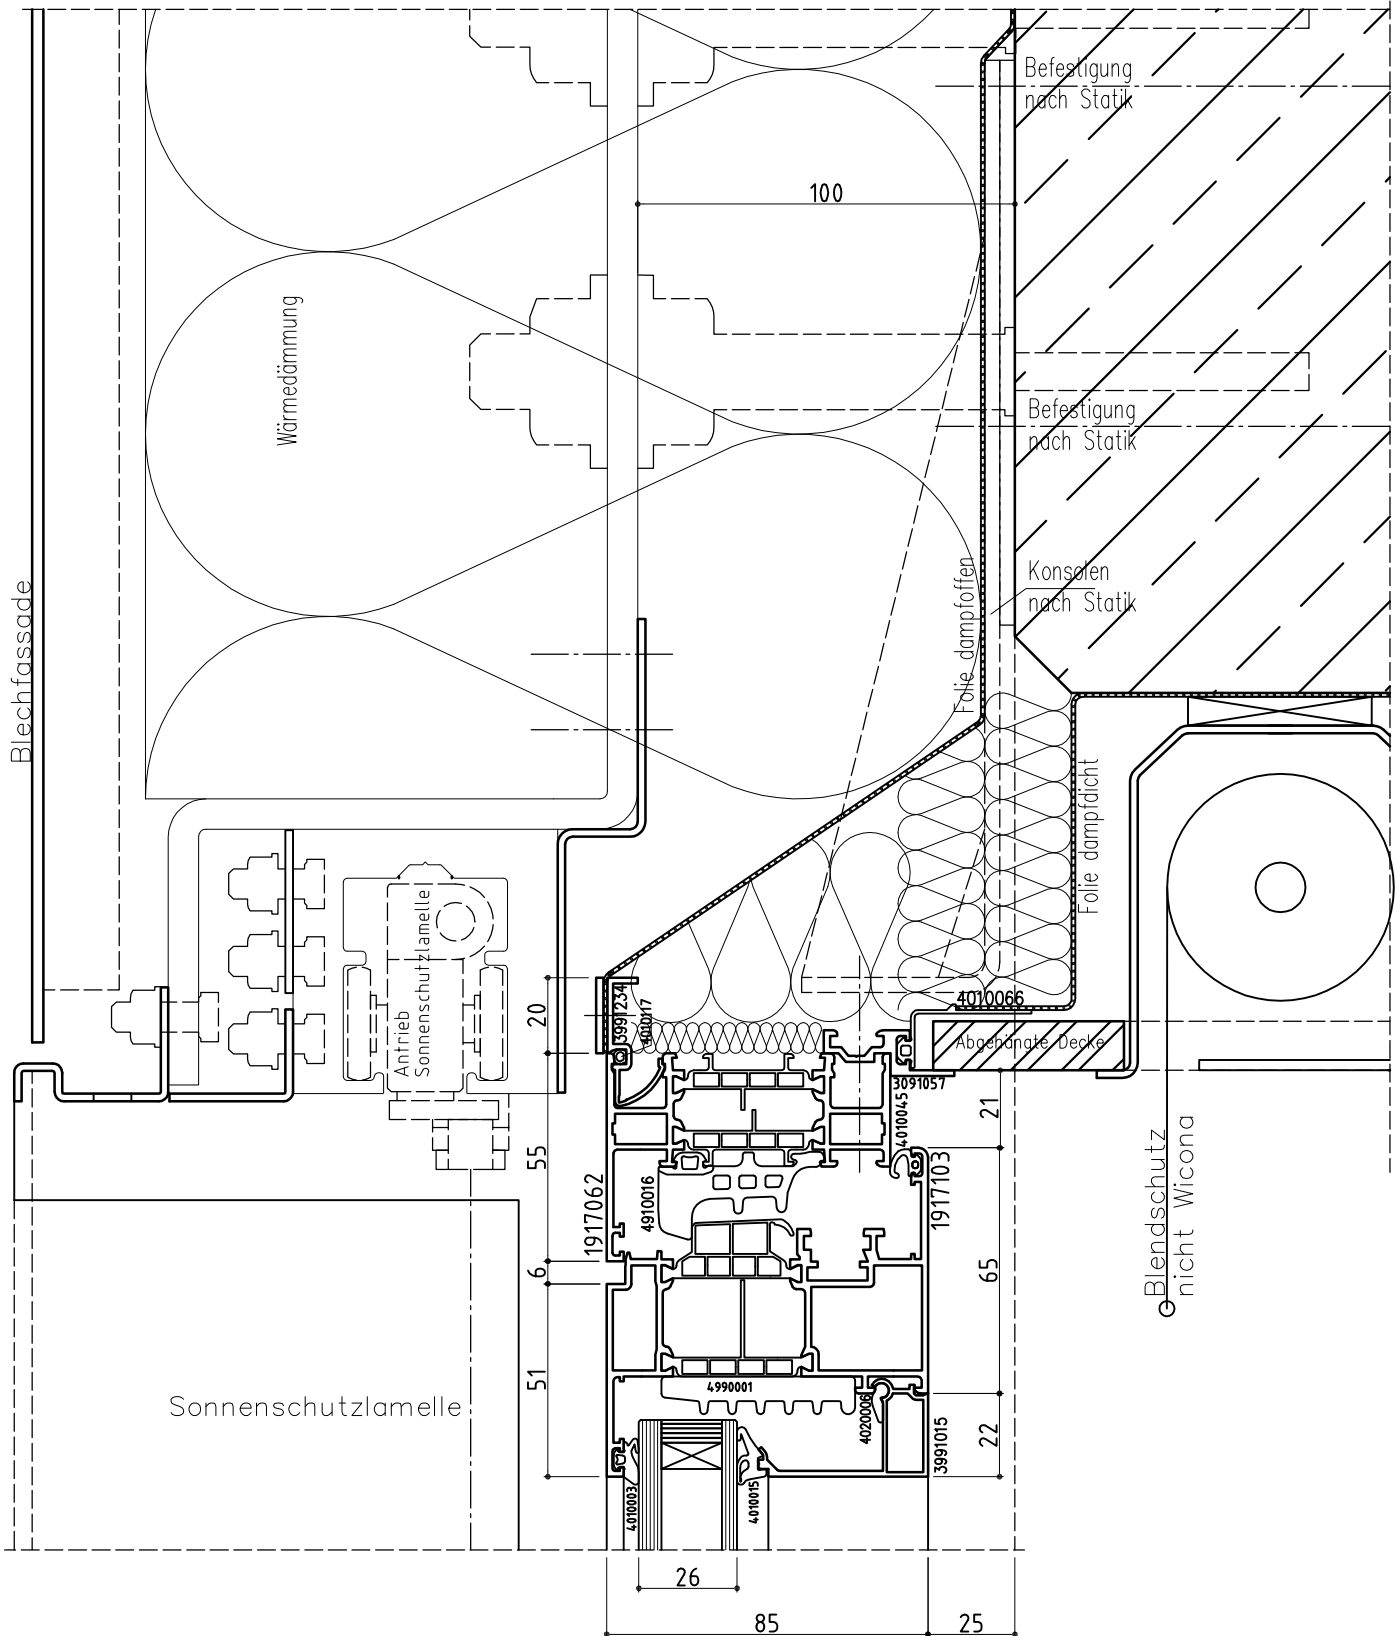 Befestigung
nach Statik
100
Wärmedämmung
Befestigung
nach Statik
Konsolen
nach Statik
Folie dampfoffen
Blechfassade
Folie dampfdicht
Antrieb
Sonnenschutzlamelle
20
3991234
4010117
4010066
Abgehängte Decke
3091057
4010045
21
55
1917062
4910016
1917103
Blendschutz
nicht Wicona
6
65
51
4990001
4020006
3991015
22
Sonnenschutzlamelle
4010003
4010015
26
85
25